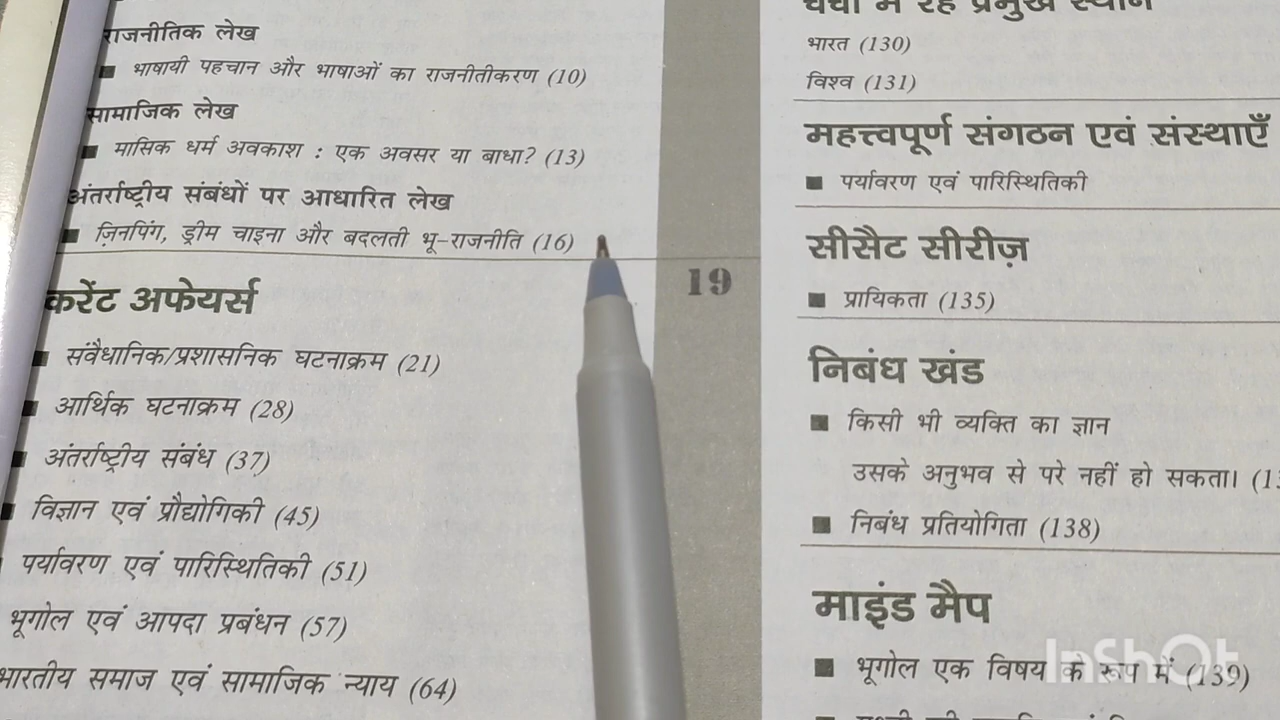 राजनीतिक लेख
■ भाषायी पहचान और भाषाओं का राजनीतीकरण (10)
सामाजिक लेख
■ मासिक धर्म अवकाश : एक अवसर या बाधा? (13)
अंतर्राष्ट्रीय संबंधों पर आधारित लेख
■ ज़िनपिंग, ड्रीम चाइना और बदलती भू-राजनीति (16)
करेंट अफेयर्स
■ संवैधानिक/प्रशासनिक घटनाक्रम (21)
■ आर्थिक घटनाक्रम (28)
■ अंतर्राष्ट्रीय संबंध (37)
■ विज्ञान एवं प्रौद्योगिकी (45)
पर्यावरण एवं पारिस्थितिकी (51)
भूगोल एवं आपदा प्रबंधन (57)
भारतीय समाज एवं सामाजिक न्याय (64)
19
चर्चा में रहे प्रमुख स्थान
भारत (130)
विश्व (131)
महत्त्वपूर्ण संगठन एवं संस्थाएँ
■ पर्यावरण एवं पारिस्थितिकी
सीसैट सीरीज़
■ प्रायिकता (135)
निबंध खंड
■ किसी भी व्यक्ति का ज्ञान
उसके अनुभव से परे नहीं हो सकता।
■ निबंध प्रतियोगिता (138)
माइंड मैप
■ भूगोल एक विषय के रूप में (139)
InShOt